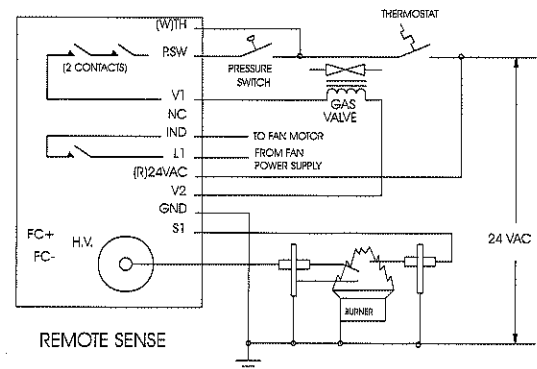 THERMOSTAT
(W)TH
P.SW
(2 CONTACTS)
PRESSURE
SWITCH
V1
GAS
VALVE
NC
IND
TO FAN MOTOR
L1
FROM FAN
POWER SUPPLY
(R)24VAC
V2
GND
S1
FC+
FC-
H.V.
24 VAC
BURNER
REMOTE SENSE